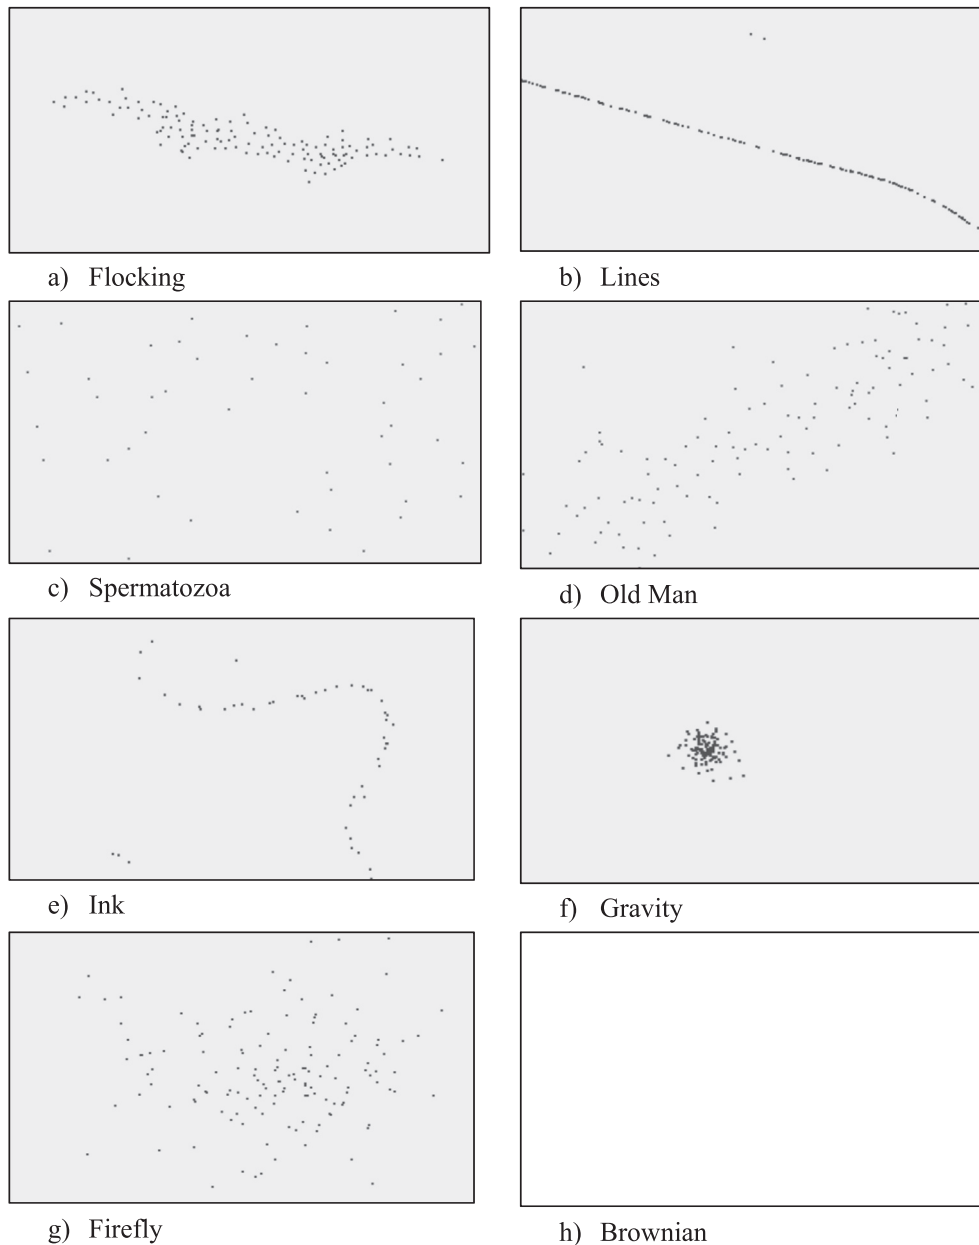 a) Flocking
b) Lines
c) Spermatozoa
d) Old Man
e) Ink
f) Gravity
g) Firefly
h) Brownian